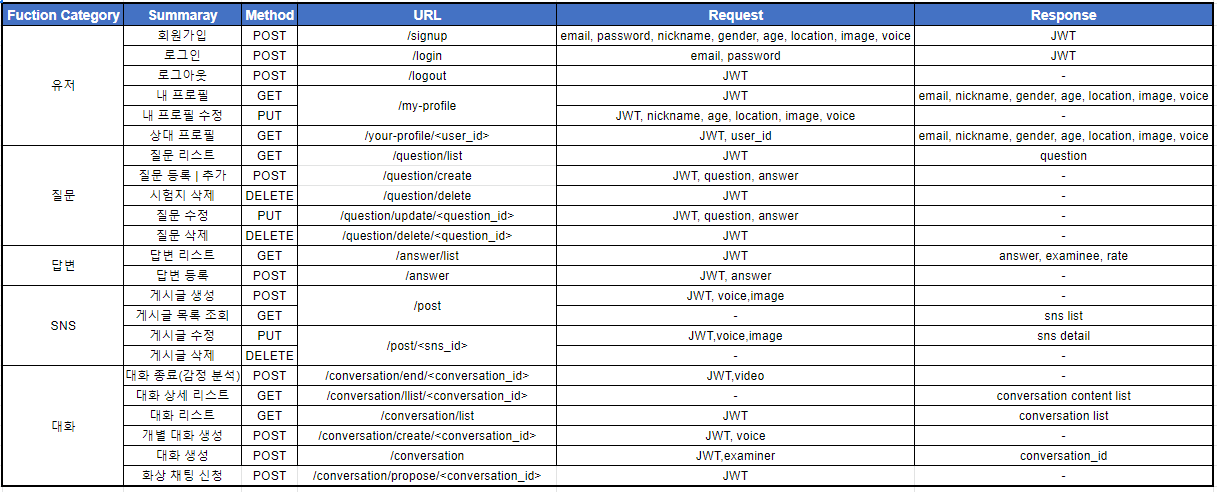 Fuction Category Summaray Method URL Request Response
유저 회원가입 POST /signup email, password, nickname, gender, age, location, image, voice JWT
로그인 POST /login email, password JWT
로그아웃 POST /logout JWT -
내 프로필 GET /my-profile JWT email, nickname, gender, age, location, image, voice
내 프로필 수정 PUT JWT, nickname, age, location, image, voice -
상대 프로필 GET /your-profile/<user_id> JWT, user_id email, nickname, gender, age, location, image, voice
질문 질문 리스트 GET /question/list JWT question
질문 등록 | 추가 POST /question/create JWT, question, answer -
시험지 삭제 DELETE /question/delete JWT -
질문 수정 PUT /question/update/<question_id> JWT, question, answer -
질문 삭제 DELETE /question/delete/<question_id> JWT -
답변 답변 리스트 GET /answer/list JWT answer, examinee, rate
답변 등록 POST /answer JWT, answer -
SNS 게시글 생성 POST /post JWT, voice,image -
게시글 목록 조회 GET - sns list
게시글 수정 PUT /post/<sns_id> JWT,voice,image sns detail
게시글 삭제 DELETE - -
대화 대화 종료(감정 분석) POST /conversation/end/<conversation_id> JWT,video -
대화 상세 리스트 GET /conversation/llist/<conversation_id> - conversation content list
대화 리스트 GET /conversation/list JWT conversation list
개별 대화 생성 POST /conversation/create/<conversation_id> JWT, voice -
대화 생성 POST /conversation JWT,examiner conversation_id
화상 채팅 신청 POST /conversation/propose/<conversation_id> JWT -